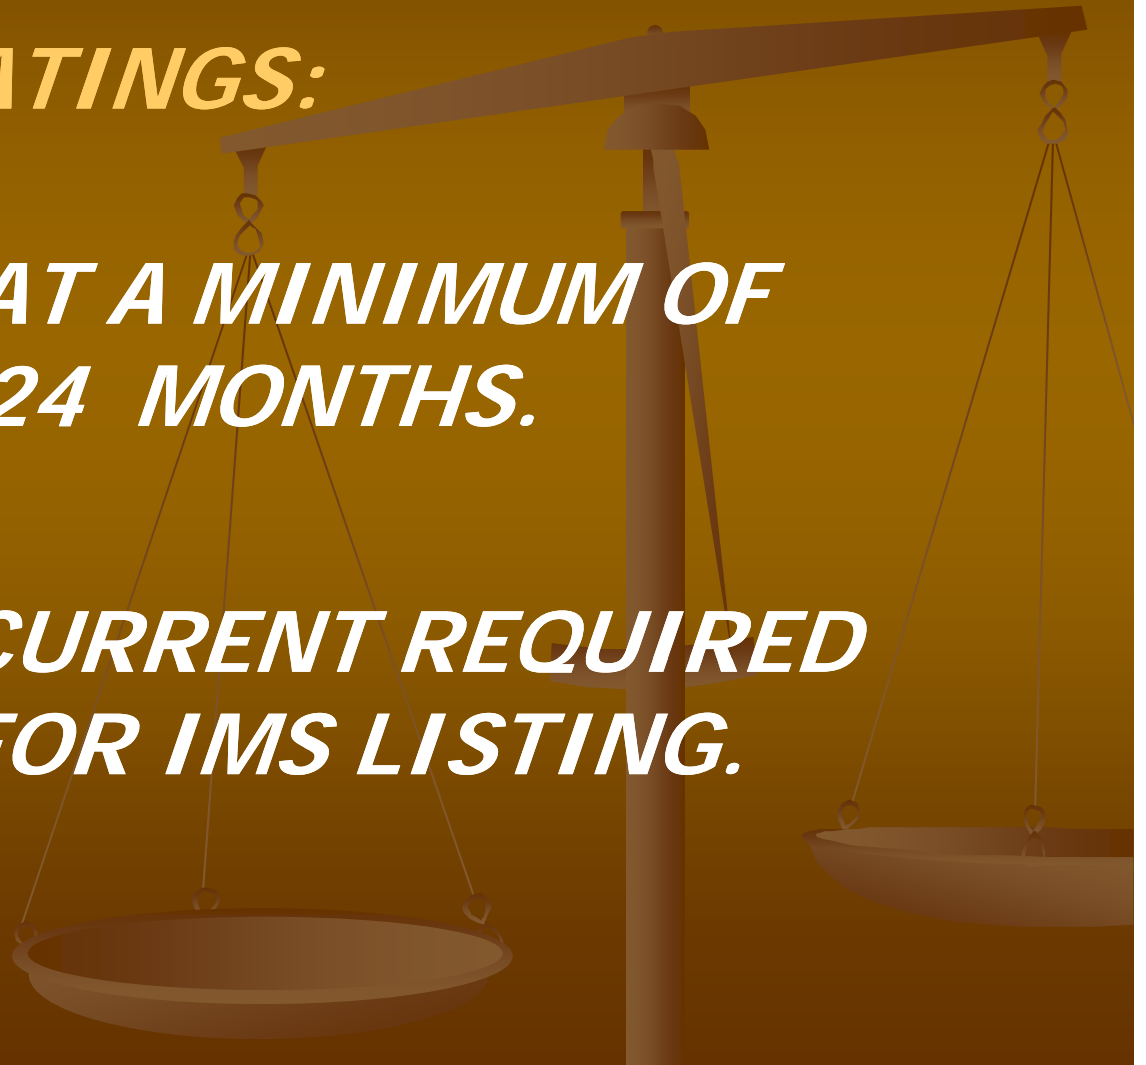 ATINGS:
AT A MINIMUM OF
24 MONTHS.
CURRENT REQUIRED
FOR IMS LISTING.